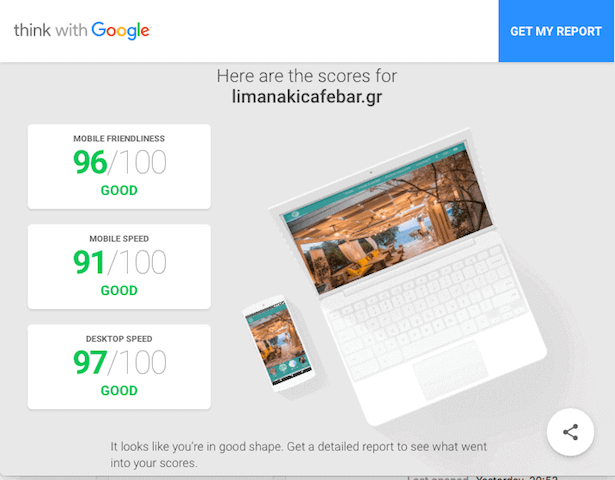 think with Google
GET MY REPORT
Here are the scores for
limanakicafebar.gr
MOBILE FRIENDLINESS
96/100
GOOD
MOBILE SPEED
91/100
GOOD
DESKTOP SPEED
97/100
GOOD
It looks like you're in good shape. Get a detailed report to see what went
into your scores.